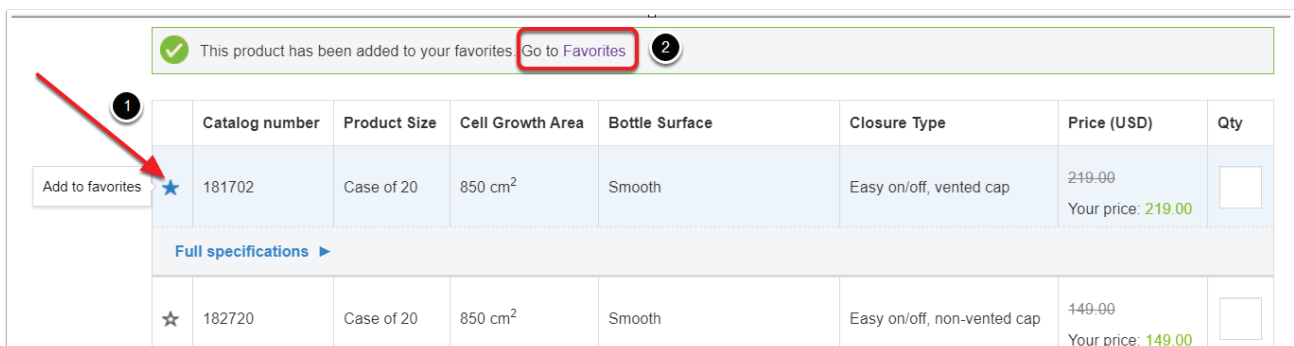 This product has been added to your favorites. Go to Favorites 2
1
Catalog number Product Size Cell Growth Area Bottle Surface Closure Type Price (USD) Qty
Add to favorites 181702 Case of 20 850 cm² Smooth Easy on/off, vented cap 219.00
Your price: 219.00
Full specifications ►
182720 Case of 20 850 cm² Smooth Easy on/off, non-vented cap 149.00
Your price: 149.00